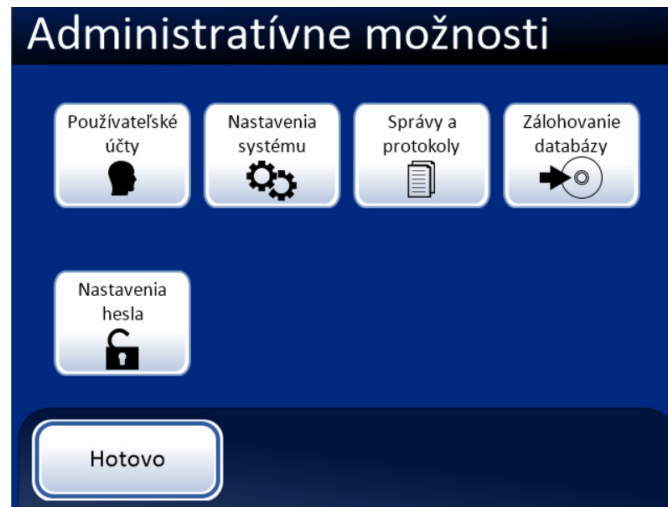 Administratívne možnosti
Používateľské
účty
Nastavenia
systému
Správy a
protokoly
Zálohovanie
databázy
Nastavenia
hesla
Hotovo